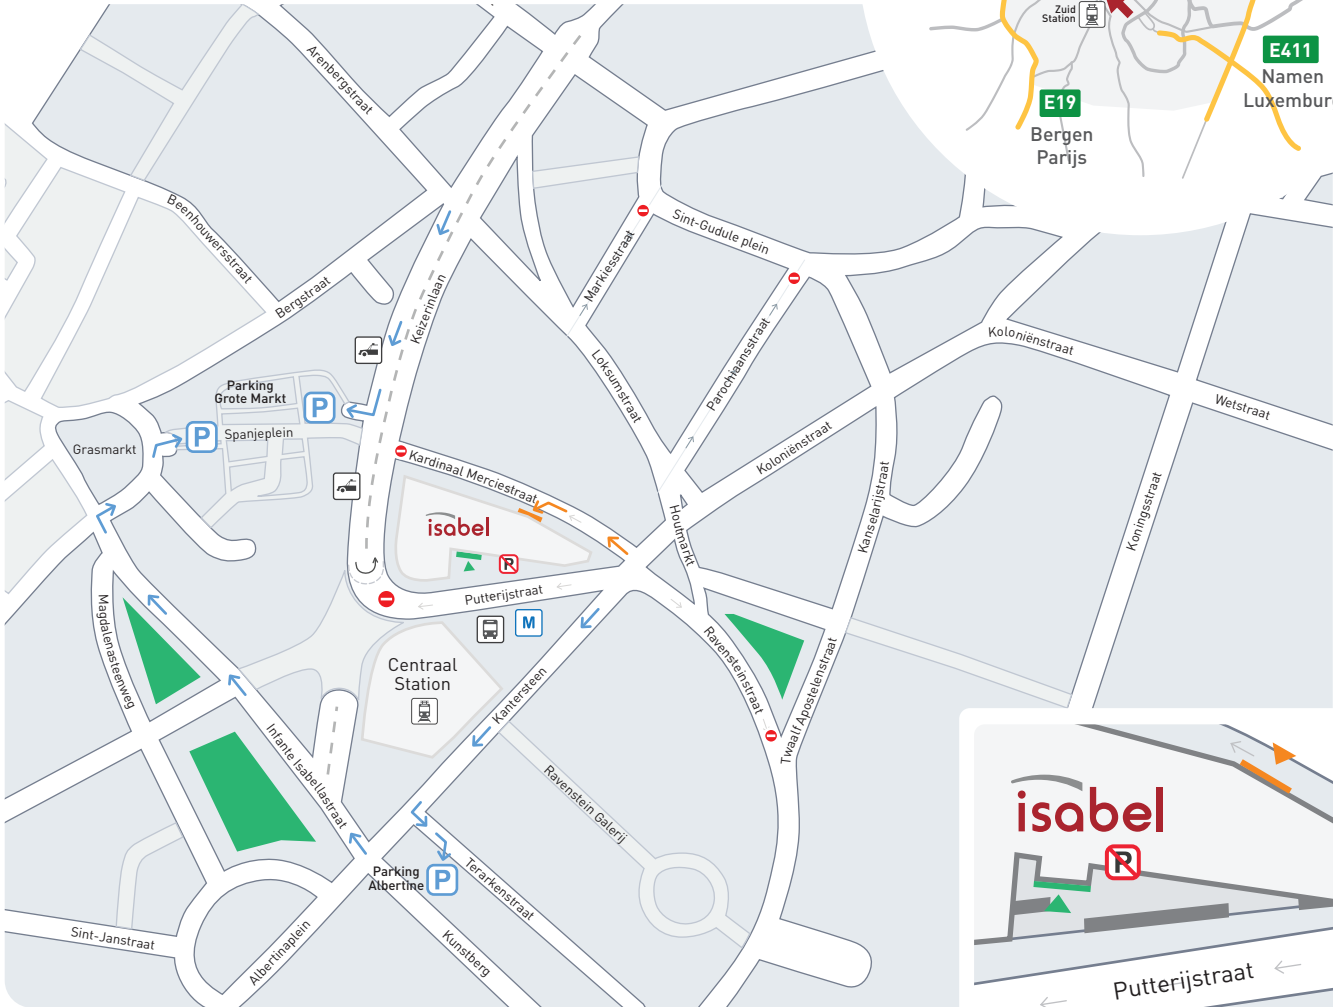 Zuid
Station
E411
Namen
Luxemburg
E19
Bergen
Parijs
Arenbergstraat
Beenhouwersstraat
Bergstraat
Keizerinlaan
Markiesstraat
Sint-Gudule plein
Parochiaansstraat
Loksumstraat
Koloniënstraat
Koloniënstraat
Wetstraat
Koningsstraat
Kanselarijstraat
Houtmarkt
Parking
Grote Markt
P
P
Spanjeplein
Grasmarkt
Kardinaal Merciestraat
isabel
P
Putterijstraat
M
Centraal
Station
Kantersteen
Ravensteinstraat
Twaalf Apostelenstraat
Magdalenasteenweg
Infante Isabellastraat
Ravenstein Galerij
Parking
Albertine
P
Terarkenstraat
Kunstberg
Albertinaplein
Sint-Janstraat
isabel
P
Putterijstraat